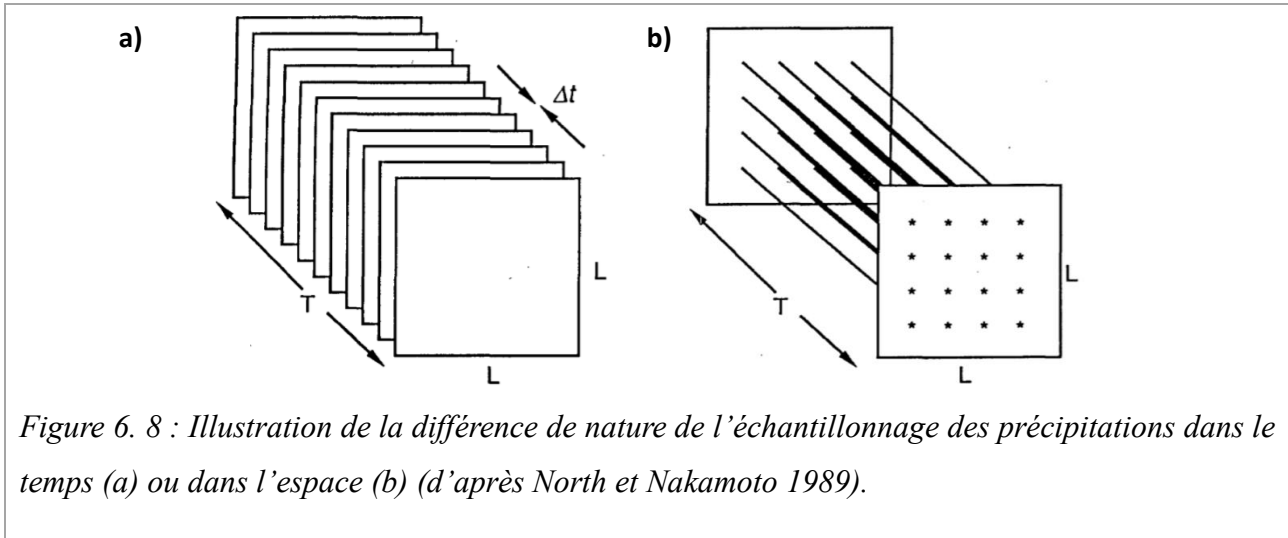 a)
b)
Δt
T
L
L
T
L
L
Figure 6. 8 : Illustration de la différence de nature de l'échantillonnage des précipitations dans le
temps (a) ou dans l'espace (b) (d'après North et Nakamoto 1989).